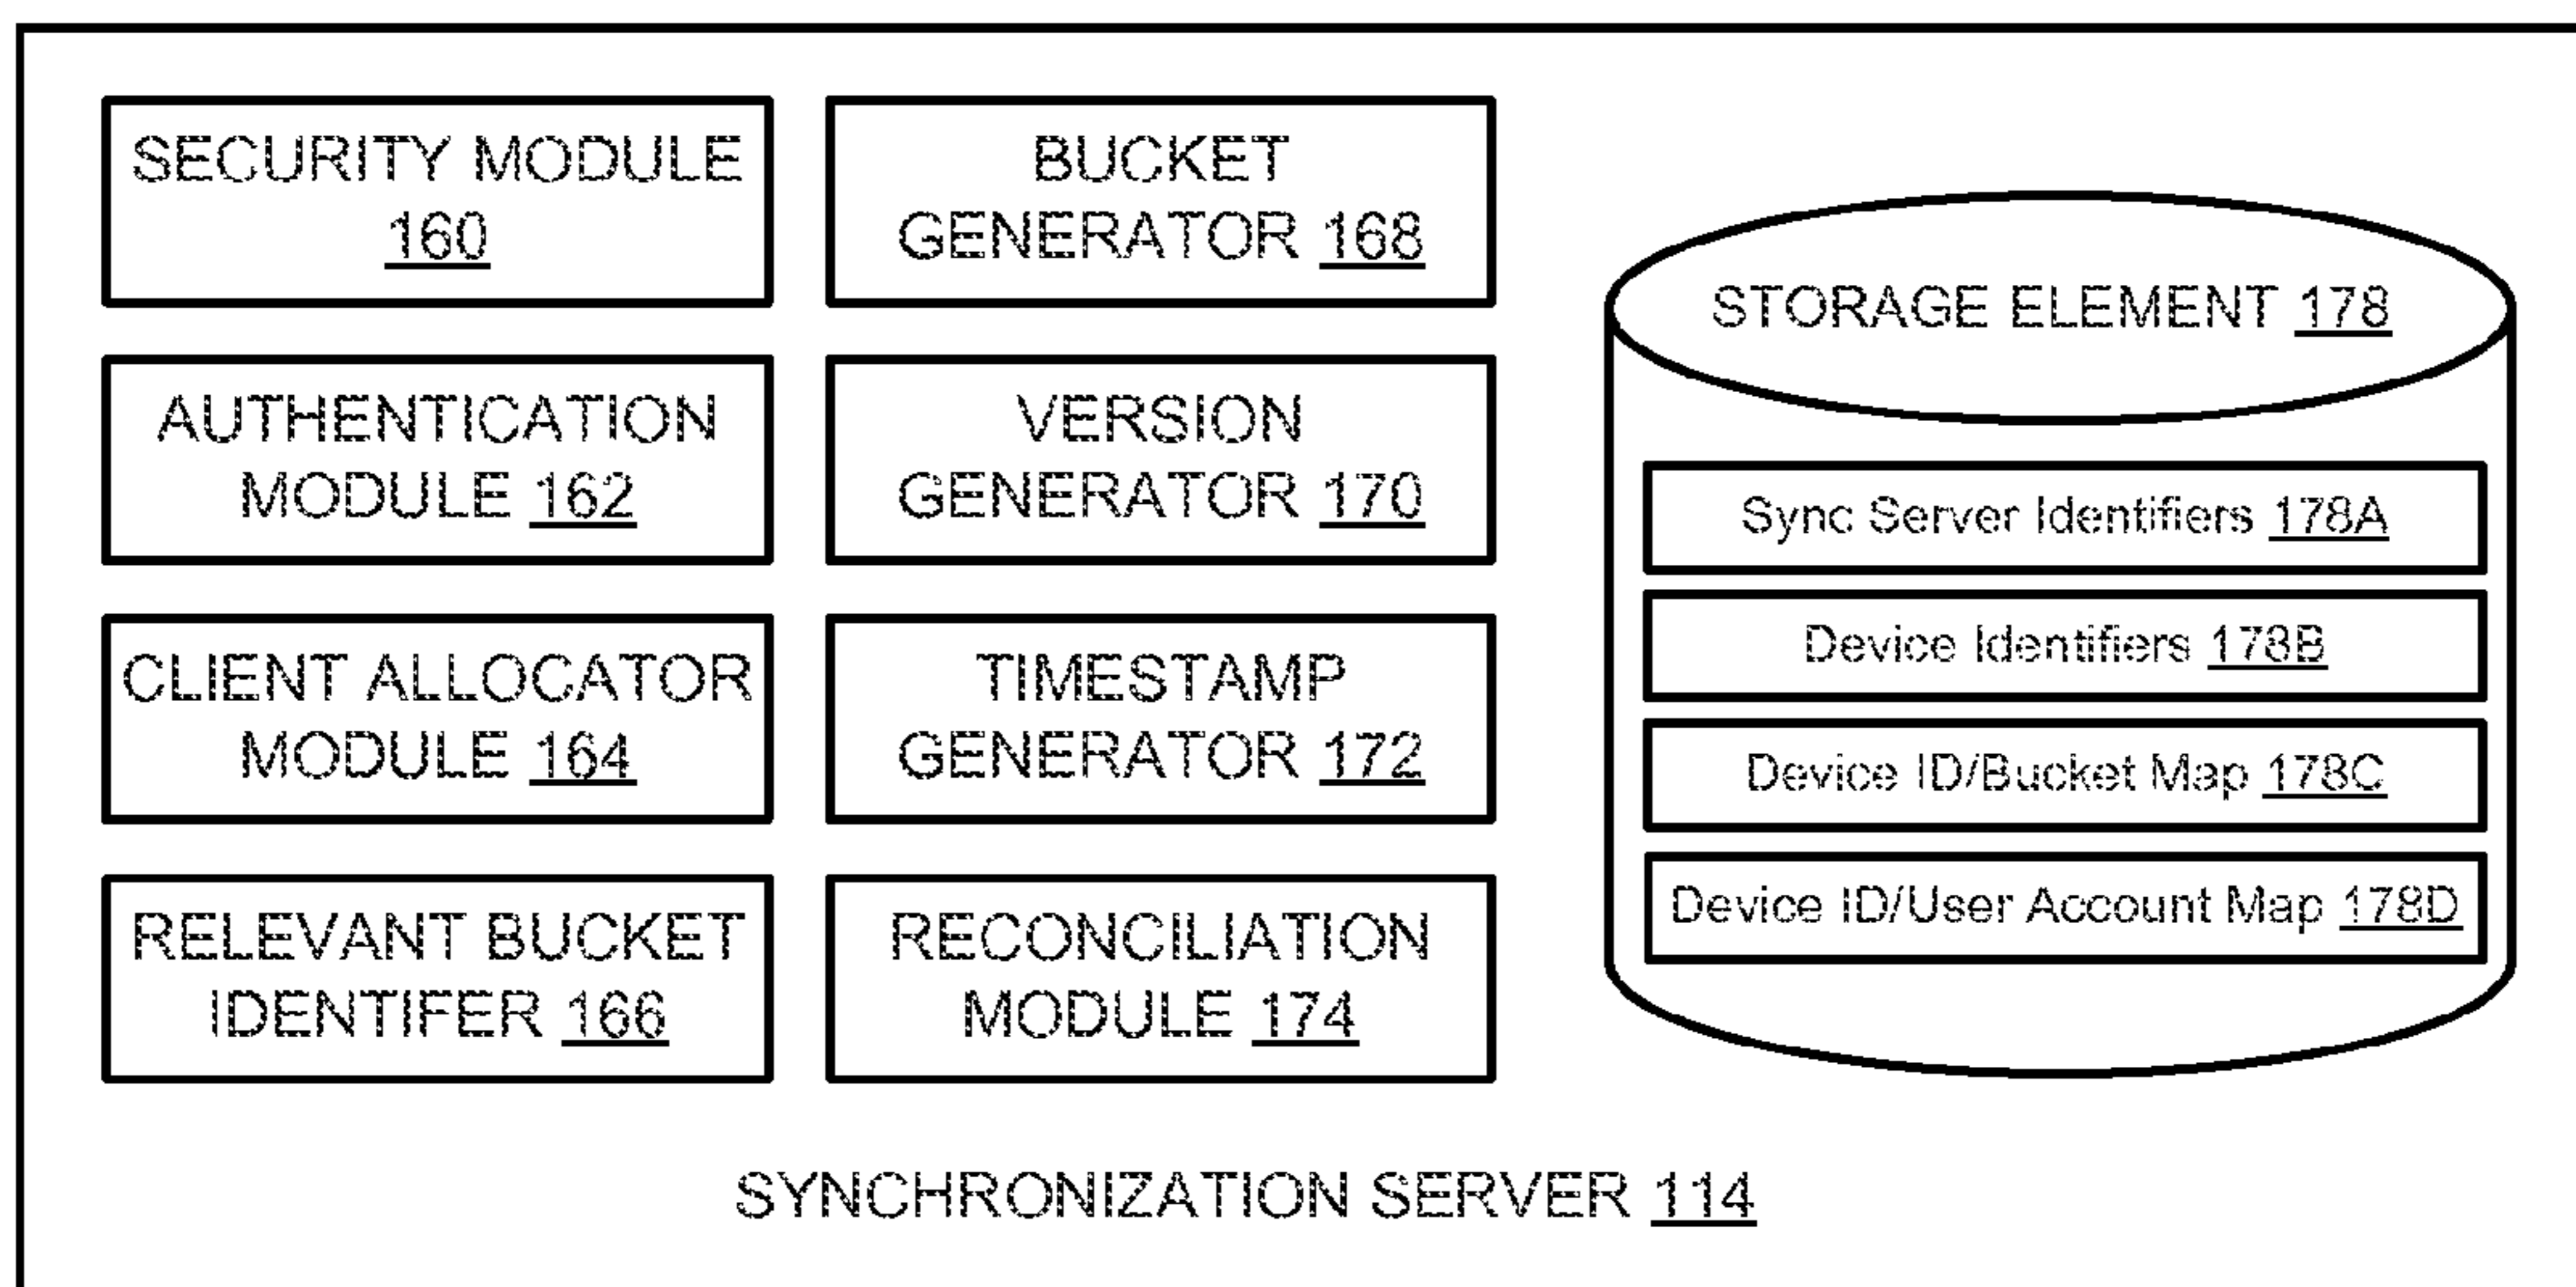 SECURITY MODULE
160
AUTHENTICATION
MODULE 162
CLIENT ALLOCATOR
MODULE 164
RELEVANT BUCKET
IDENTIFER 166
BUCKET
GENERATOR 168
VERSION
GENERATOR 170
TIMESTAMP
GENERATOR 172
RECONCILIATION
MODULE 174
STORAGE ELEMENT 178
Sync Server Identifiers 178A
Device Identifiers 178B
Device ID/Bucket Map 178C
Device ID/User Account Map 178D
SYNCHRONIZATION SERVER 114